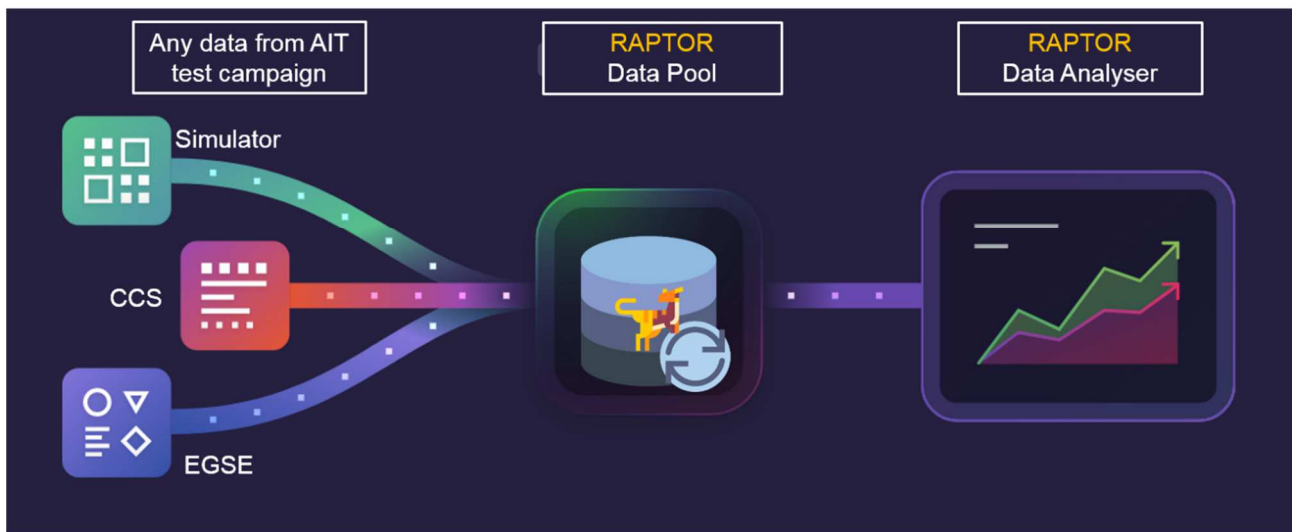 Any data from AIT
test campaign
RAPTOR
Data Pool
RAPTOR
Data Analyser
Simulator
CCS
EGSE